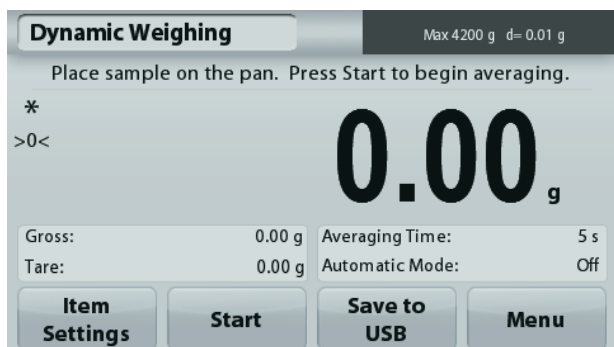 Dynamic Weighing
Max 4200 g d= 0.01 g
Place sample on the pan. Press Start to begin averaging.
*
>0<
0.00 g
Gross: 0.00 g
Tare: 0.00 g
Averaging Time: 5 s
Automatic Mode: Off
Item
Settings
Start
Save to
USB
Menu